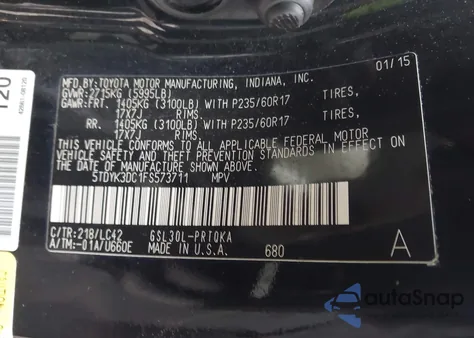 MFD.BY: TOYOTA MOTOR MANUFACTURING, INDIANA, INC. 01/15
GVWR: 2715KG (5995LB)
GAWR: FRT. 1405KG (3100LB) WITH P235/60R17 TIRES,
17X7J RIMS.
RR. 1405KG (3100LB) WITH P235/60R17 TIRES,
17X7J RIMS.
THIS VEHICLE CONFORMS TO ALL APPLICABLE FEDERAL MOTOR
VEHICLE SAFETY STANDARDS IN EFFECT ON
THE DATE OF MANUFACTURE SHOWN ABOVE.
5TDYK3DC1FS573711 MPV
C/TR: 218/LC42 GSL30L-PRTOKA
A/TM: -01A/U660E MADE IN U.S.A. 680 A
120
autoSnap